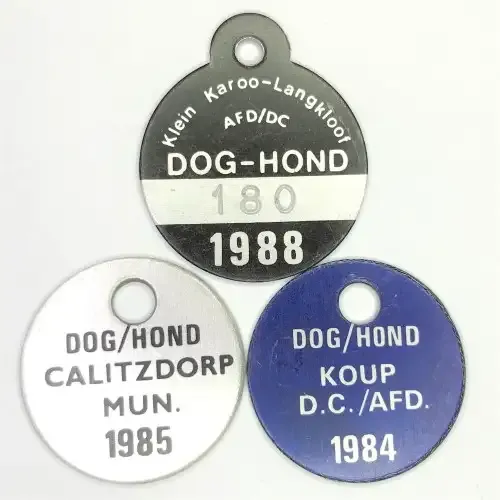 Klein Karoo-Langkloof
AFD/DC
DOG-HOND
180
1988
DOG/HOND
CALITZDORP
MUN.
1985
DOG/HOND
KOUP
D.C./AFD.
1984